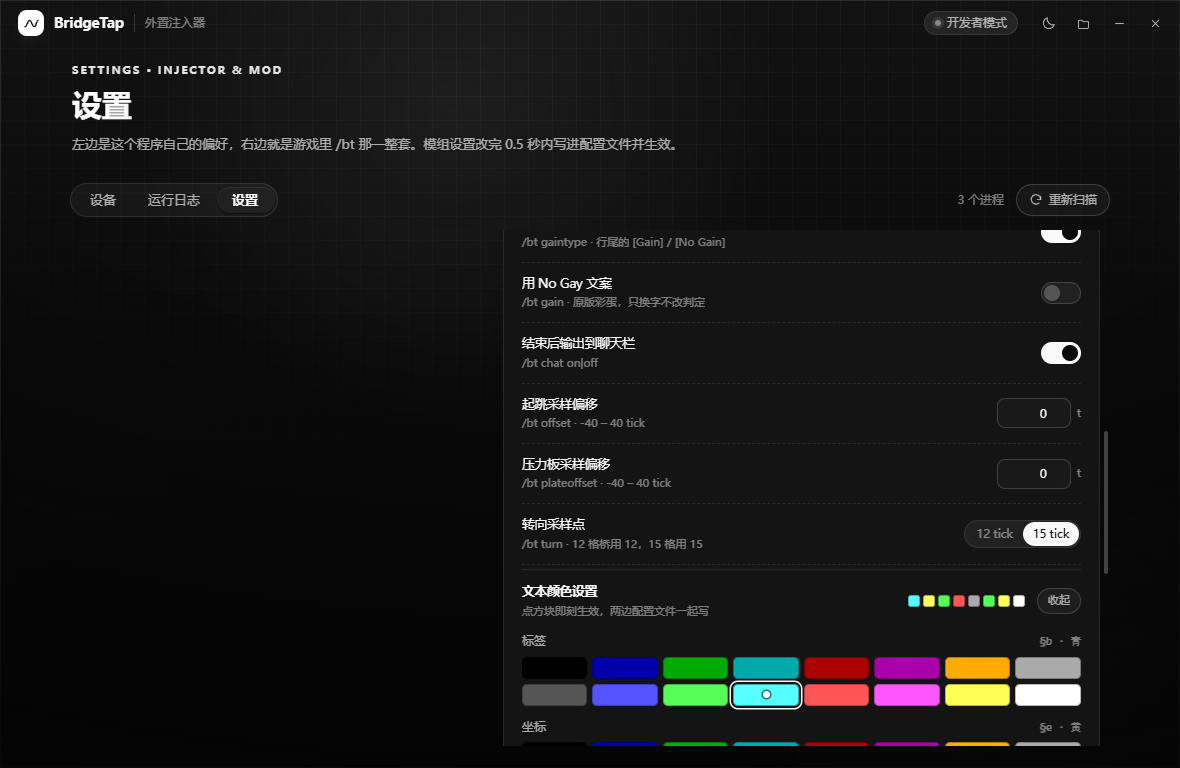 BridgeTap 外置注入器 开发者模式
SETTINGS • INJECTOR & MOD
设置
左边是这个程序自己的偏好，右边就是游戏里 /bt 那一整套。模组设置改完 0.5 秒内写进配置文件并生效。
设备 运行日志 设置 3 个进程 重新扫描
/bt gaintype · 行尾的 [Gain] / [No Gain]
用 No Gay 文案
/bt gain · 原版彩蛋，只换字不改判定
结束后输出到聊天栏
/bt chat on|off
起跳采样偏移
/bt offset · -40 – 40 tick
0 t
压力板采样偏移
/bt plateoffset · -40 – 40 tick
0 t
转向采样点
/bt turn · 12 格桥用 12，15 格用 15
12 tick 15 tick
文本颜色设置
点方块即刻生效，两边配置文件一起写
收起
标签 §b · 青
坐标 §e · 黄